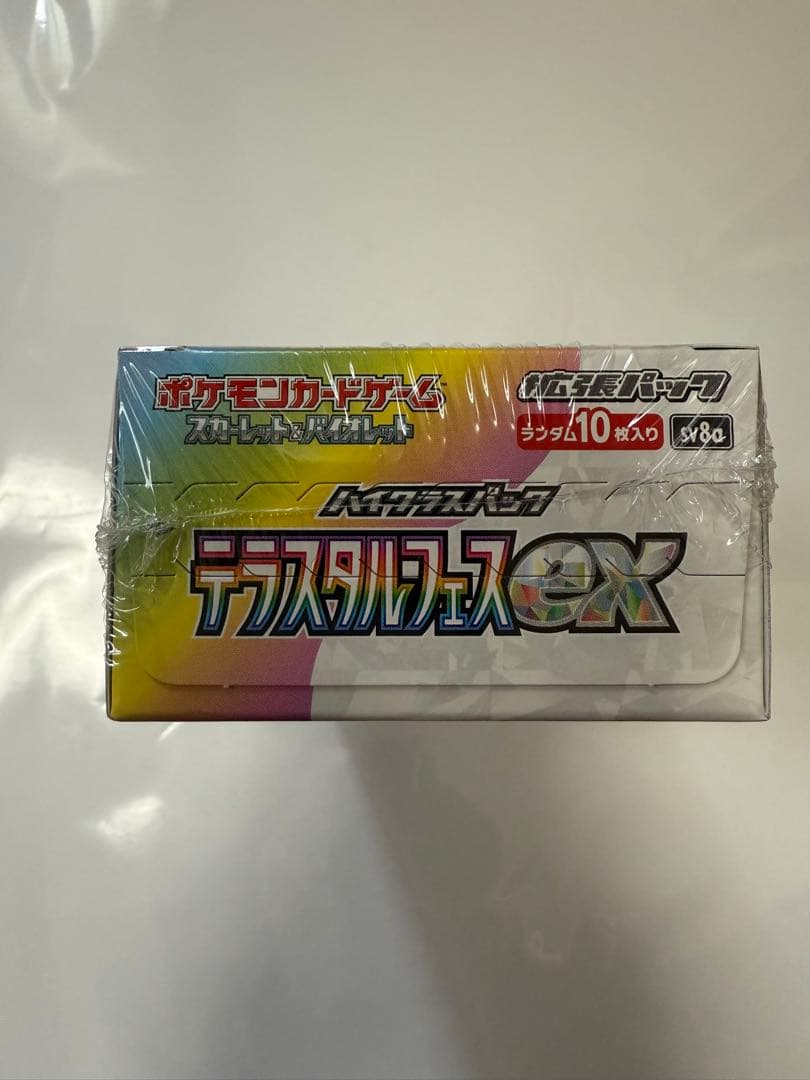 ポケモンカードゲーム
スカーレット&バイオレット
拡張パック
ランダム10枚入り
sv8a
ハイクラスパック
テラスタルフェスex